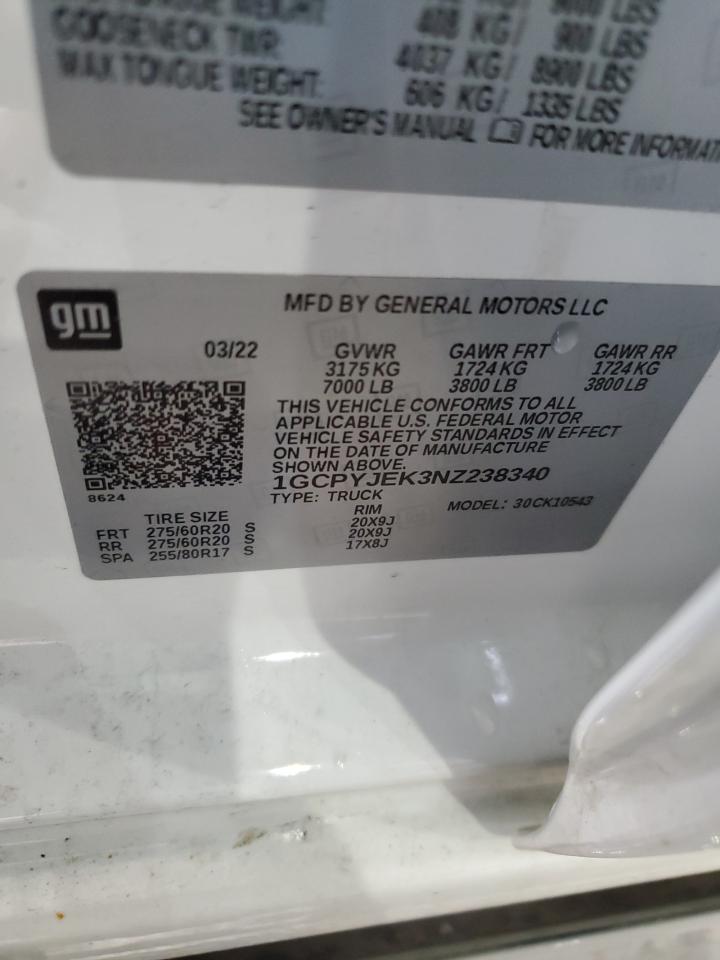 KG/ 9000 LBS
408 KG/ 900 LBS
GOOSENECK TWR: 4037 KG/ 8900 LBS
MAX TONGUE WEIGHT: 606 KG/ 1335 LBS
SEE OWNER'S MANUAL FOR MORE INFORMAT
gm
MFD BY GENERAL MOTORS LLC
03/22 GVWR GAWR FRT GAWR RR
3175 KG 1724 KG 1724 KG
7000 LB 3800 LB 3800 LB
THIS VEHICLE CONFORMS TO ALL
APPLICABLE U.S. FEDERAL MOTOR
VEHICLE SAFETY STANDARDS IN EFFECT
ON THE DATE OF MANUFACTURE
SHOWN ABOVE.
1GCPYJEK3NZ238340
8624
TYPE: TRUCK MODEL: 30CK10543
TIRE SIZE RIM
FRT 275/60R20 S 20X9J
RR 275/60R20 S 20X9J
SPA 255/80R17 S 17X8J